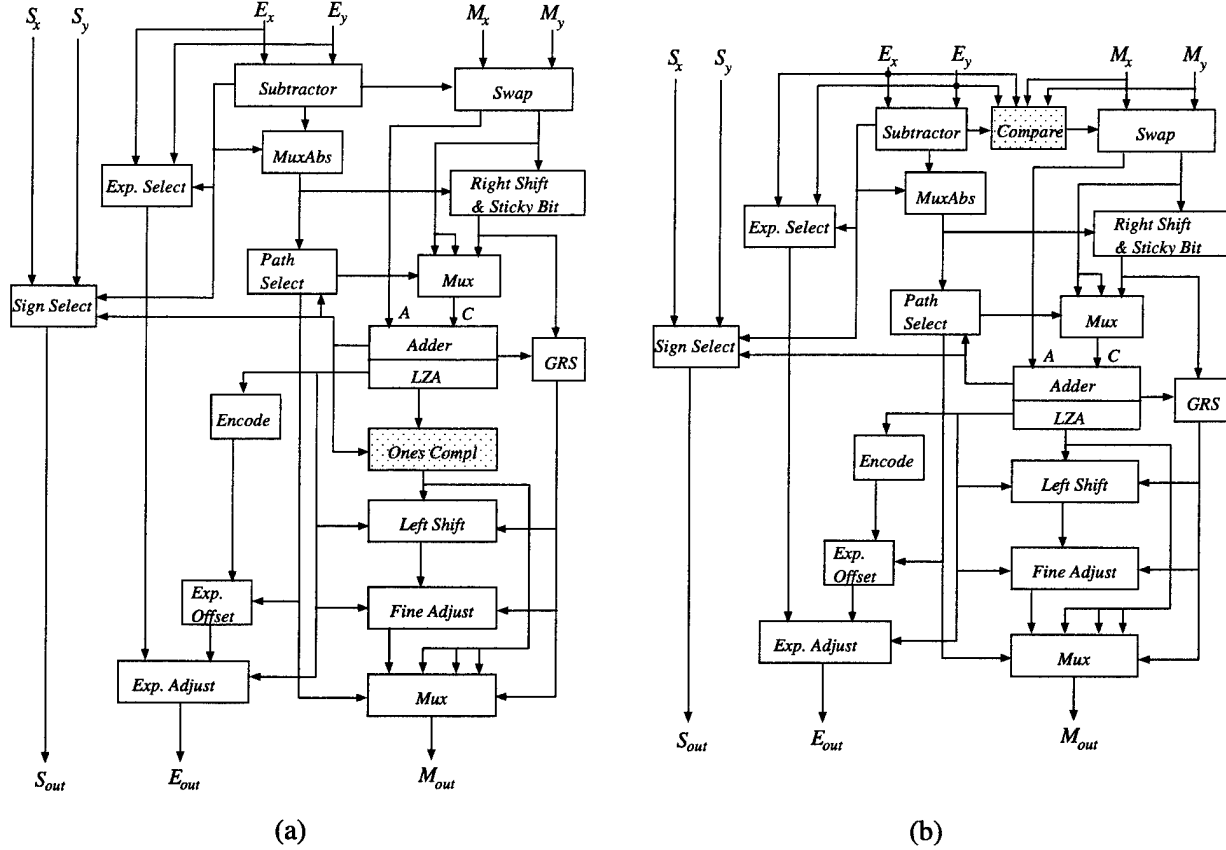 S_x S_y E_x E_y M_x M_y
Subtractor
Swap
MuxAbs
Exp. Select
Right Shift
& Sticky Bit
Path
Select
Mux
Sign Select
A C
Adder
LZA
GRS
Encode
Ones Compl
Left Shift
Exp.
Offset
Fine Adjust
Exp. Adjust
Mux
S_out E_out M_out
(a)
S_x S_y E_x E_y M_x M_y
Subtractor
Compare
Swap
MuxAbs
Exp. Select
Right Shift
& Sticky Bit
Path
Select
Mux
Sign Select
A C
Adder
LZA
GRS
Encode
Left Shift
Exp.
Offset
Fine Adjust
Exp. Adjust
Mux
S_out E_out M_out
(b)